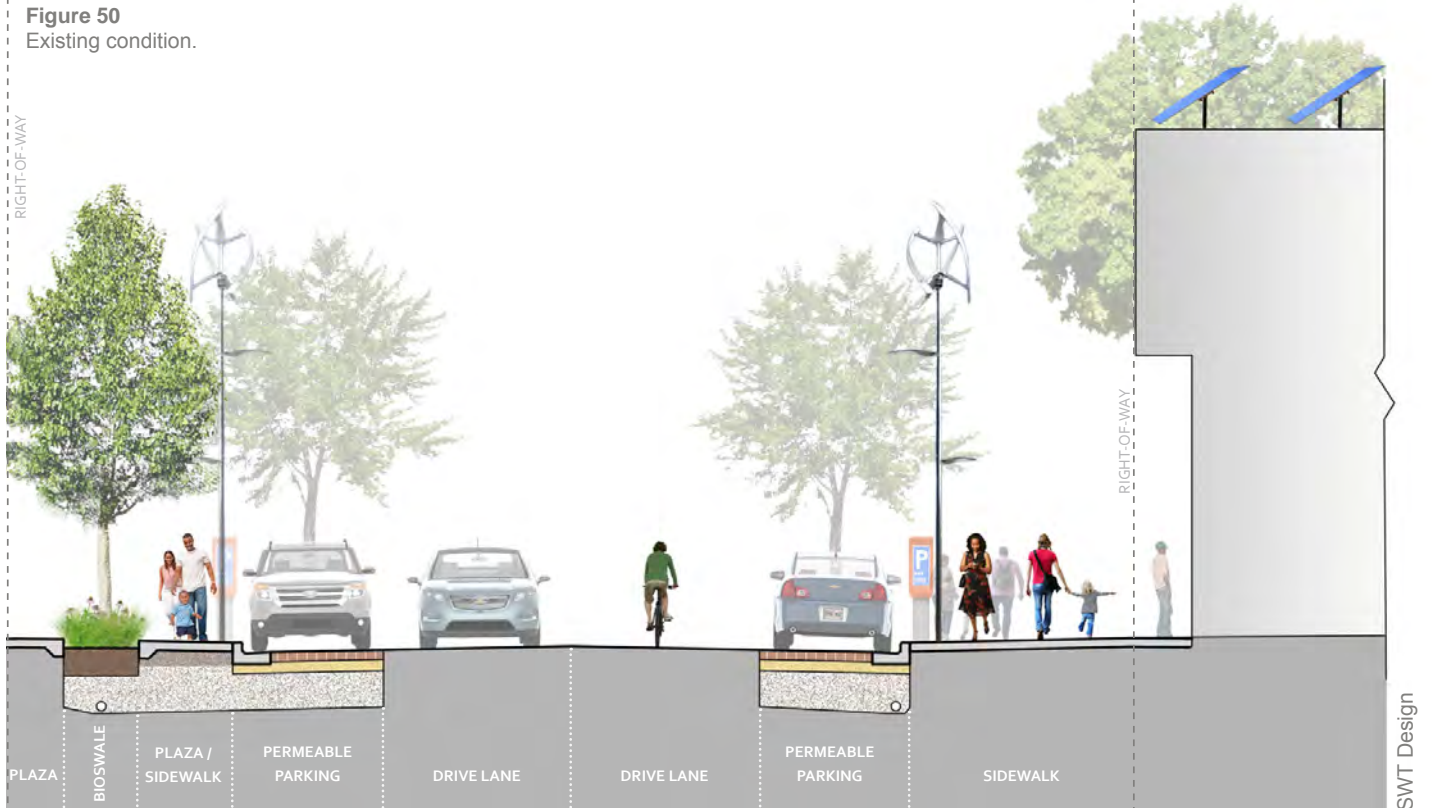 Figure 50
Existing condition.
RIGHT-OF-WAY
RIGHT-OF-WAY
P
PLAZA
BIOSWALE
PLAZA /
SIDEWALK
PERMEABLE
PARKING
DRIVE LANE
DRIVE LANE
PERMEABLE
PARKING
SIDEWALK
SWT Design